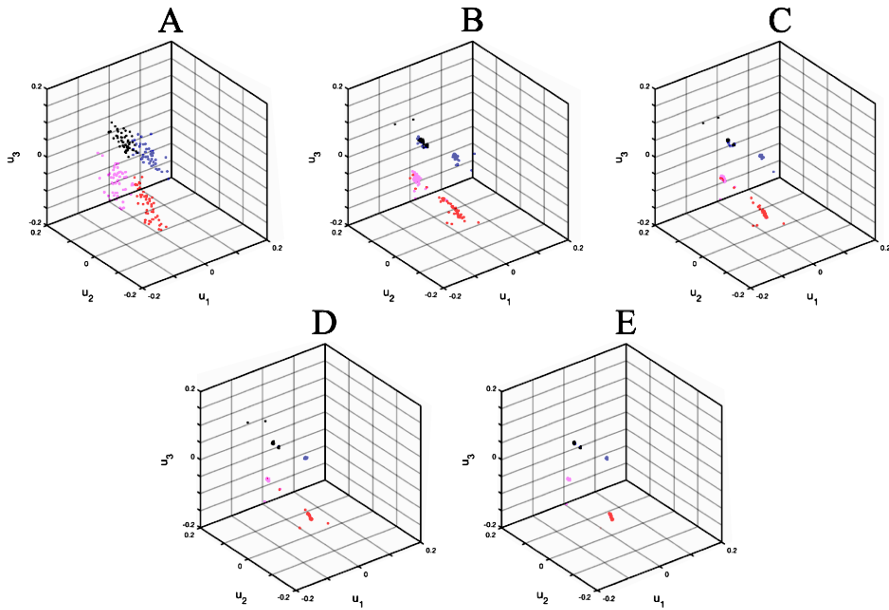 A B C
0.2 0.2 0.2
u3 0 u3 0 u3 0
-0.2 -0.2 -0.2
0.2 0.2 0.2 0.2 0.2 0.2
0 0 0 0 0 0
u2 u1 u2 u1 u2 u1
-0.2 -0.2 -0.2 -0.2 -0.2 -0.2
D E
0.2 0.2
u3 0 u3 0
-0.2 -0.2
0.2 0.2 0.2 0.2
0 0 0 0
u2 u1 u2 u1
-0.2 -0.2 -0.2 -0.2